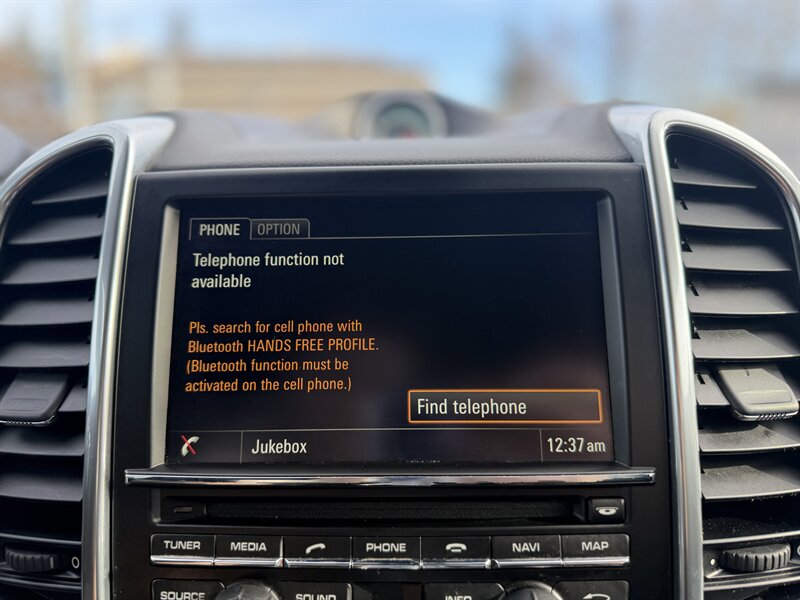 PHONE OPTION
Telephone function not
available
Pls. search for cell phone with
Bluetooth HANDS FREE PROFILE.
(Bluetooth function must be
activated on the cell phone.)
Find telephone
Jukebox 12:37 am
TUNER MEDIA PHONE NAVI MAP
SOURCE SOUND INFO